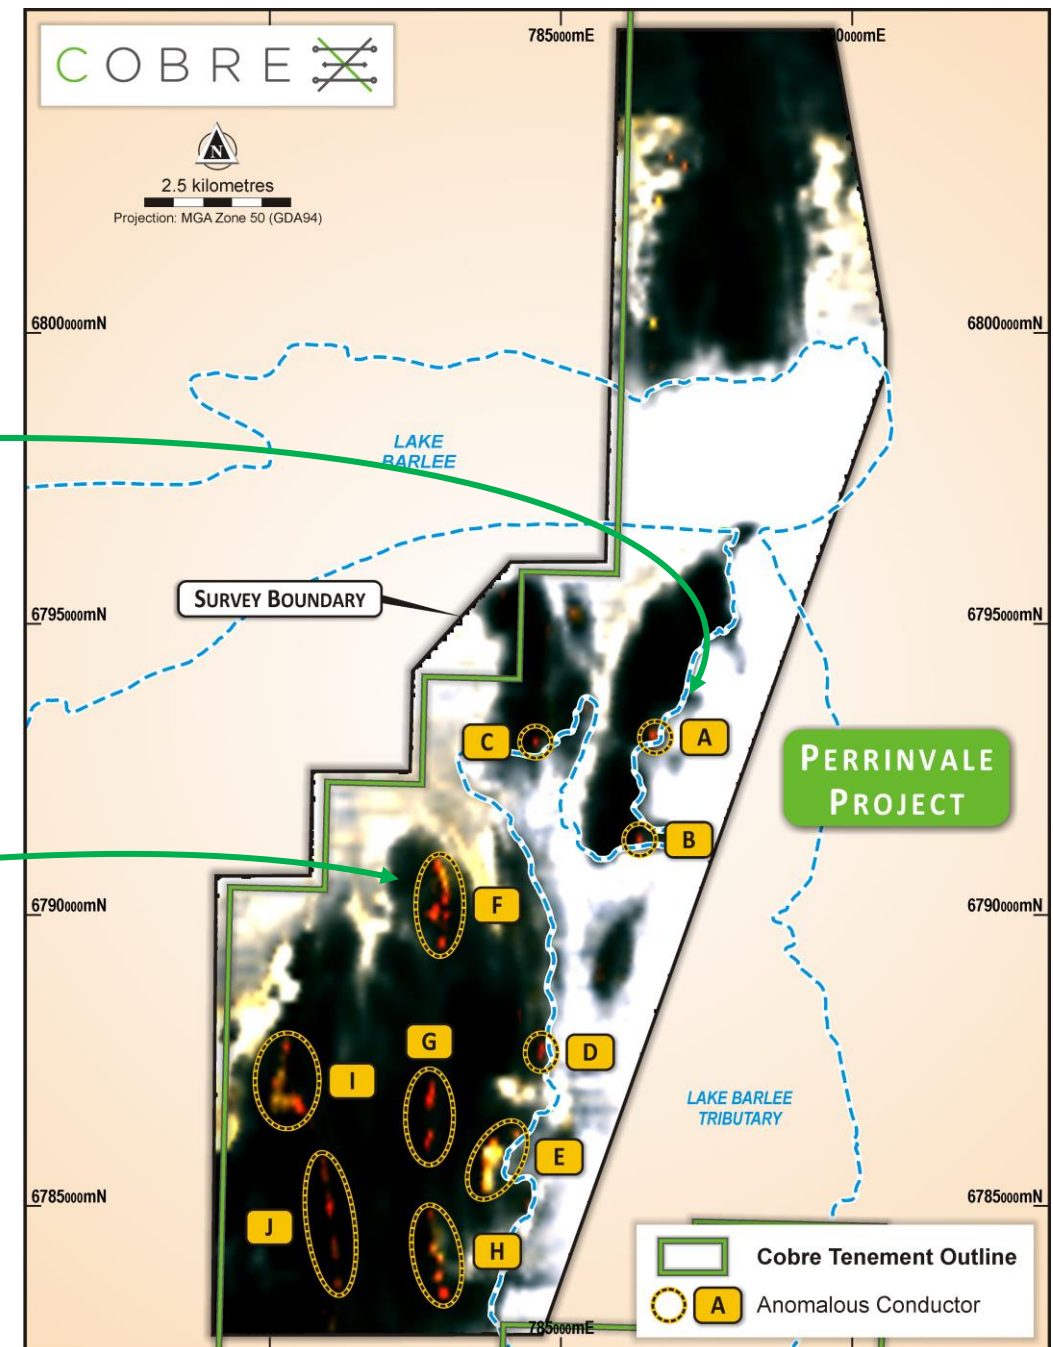 COBRE
785000mE
790000mE
N
2.5 kilometres
Projection: MGA Zone 50 (GDA94)
6800000mN
6800000mN
LAKE
BARLEE
SURVEY BOUNDARY
6795000mN
6795000mN
C
A
PERRINVALE
PROJECT
B
F
6790000mN
6790000mN
G
D
I
LAKE BARLEE
TRIBUTARY
E
6785000mN
6785000mN
J
H
Cobre Tenement Outline
A
Anomalous Conductor
785000mE